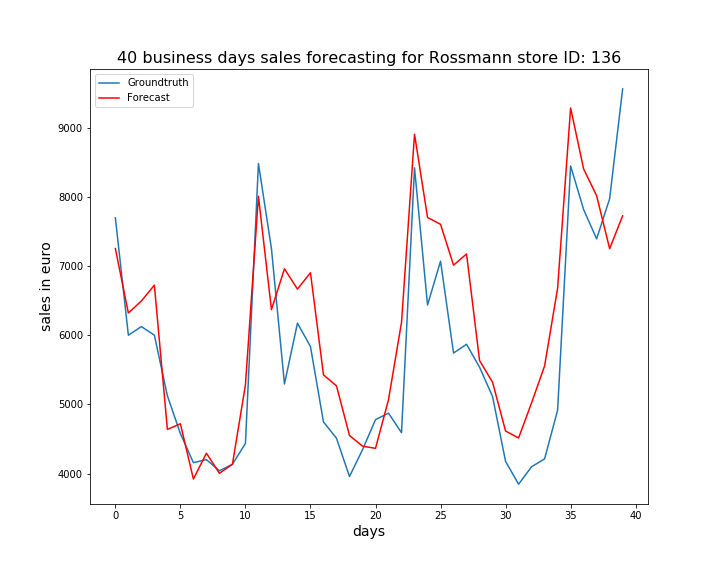 40 business days sales forecasting for Rossmann store ID: 136
Groundtruth
Forecast
9000
8000
7000
6000
5000
4000
sales in euro
0 5 10 15 20 25 30 35 40
days